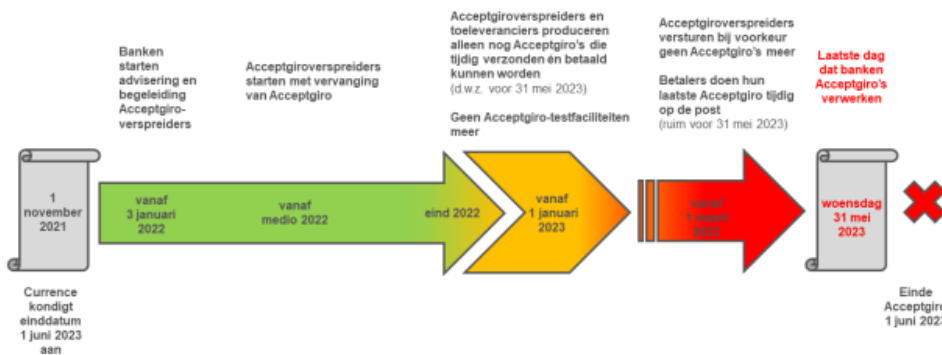 Banken
starten
advisering en
begeleiding
Acceptgiro-
verspreiders
Acceptgiroverspreiders
starten met vervanging
van Acceptgiro
Acceptgiroverspreiders en
toeleveranciers produceren
alleen nog Acceptgiro's die
tijdig verzonden én betaald
kunnen worden
(d.w.z. voor 31 mei 2023)
Geen Acceptgiro-testfaciliteiten
meer
Acceptgiroverspreiders
versturen bij voorkeur
geen Acceptgiro's meer
Betalers doen hun
laatste Acceptgiro tijdig
op de post
(ruim voor 31 mei 2023)
Laatste dag
dat banken
Acceptgiro's
verwerken
1
november
2021
vanaf
3 januari
2022
vanaf
medio 2022
eind 2022
vanaf
1 januari
2023
vanaf
1 maart
2023
woensdag
31 mei
2023
Currence
kondigt
einddatum
1 juni 2023
aan
Einde
Acceptgiro
1 juni 2023